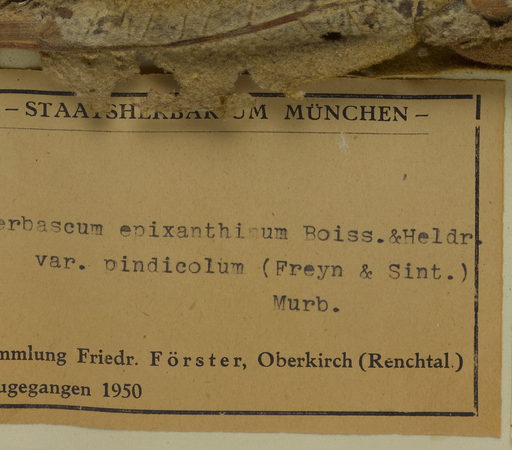 – STAATSHERBARIUM MÜNCHEN –
erbascum epixanthinum Boiss.&Heldr.
var. pindicolum (Freyn & Sint.)
Murb.
mmlung Friedr. Förster, Oberkirch (Renchtal.)
ugegangen 1950